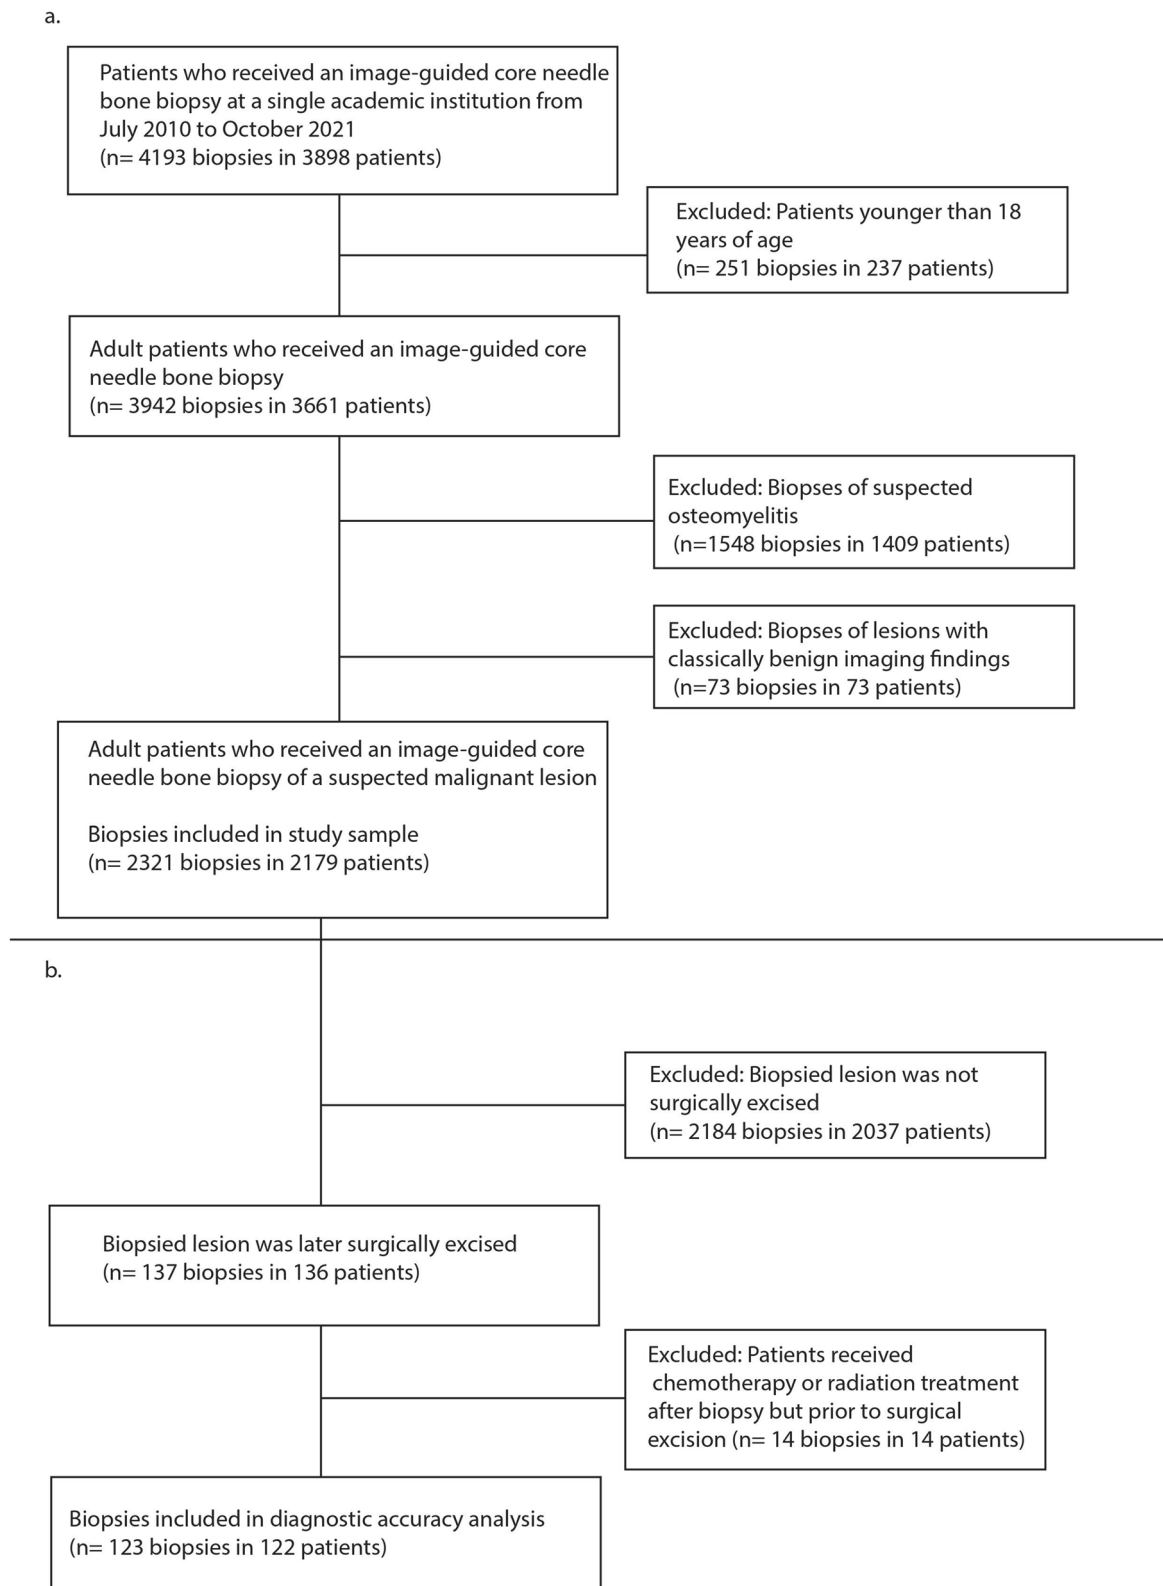 a.
Patients who received an image-guided core needle
bone biopsy at a single academic institution from
July 2010 to October 2021
(n= 4193 biopsies in 3898 patients)
Excluded: Patients younger than 18
years of age
(n= 251 biopsies in 237 patients)
Adult patients who received an image-guided core
needle bone biopsy
(n= 3942 biopsies in 3661 patients)
Excluded: Biopses of suspected
osteomyelitis
(n=1548 biopsies in 1409 patients)
Excluded: Biopses of lesions with
classically benign imaging findings
(n=73 biopsies in 73 patients)
Adult patients who received an image-guided core
needle bone biopsy of a suspected malignant lesion
Biopsies included in study sample
(n= 2321 biopsies in 2179 patients)
b.
Excluded: Biopsied lesion was not
surgically excised
(n= 2184 biopsies in 2037 patients)
Biopsied lesion was later surgically excised
(n= 137 biopsies in 136 patients)
Excluded: Patients received
chemotherapy or radiation treatment
after biopsy but prior to surgical
excision (n= 14 biopsies in 14 patients)
Biopsies included in diagnostic accuracy analysis
(n= 123 biopsies in 122 patients)